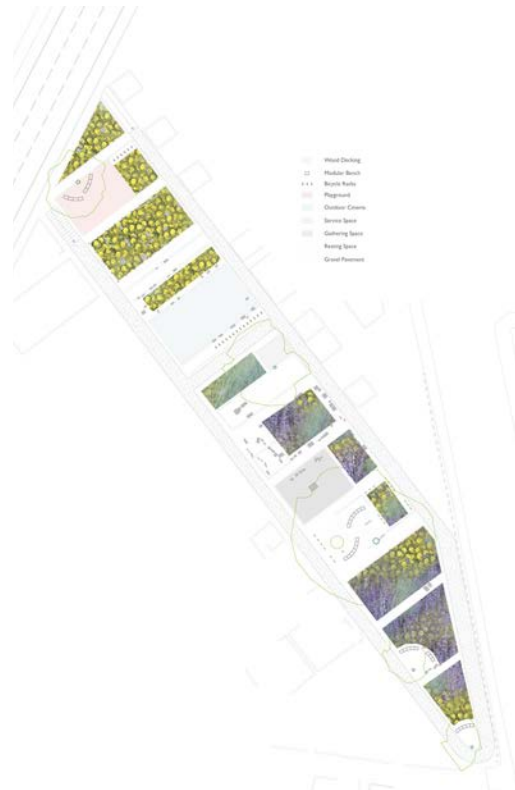 Wood Decking
Modular Bench
Bicycle Racks
Playground
Outdoor Cinema
Service Space
Gathering Space
Resting Space
Gravel Pavement